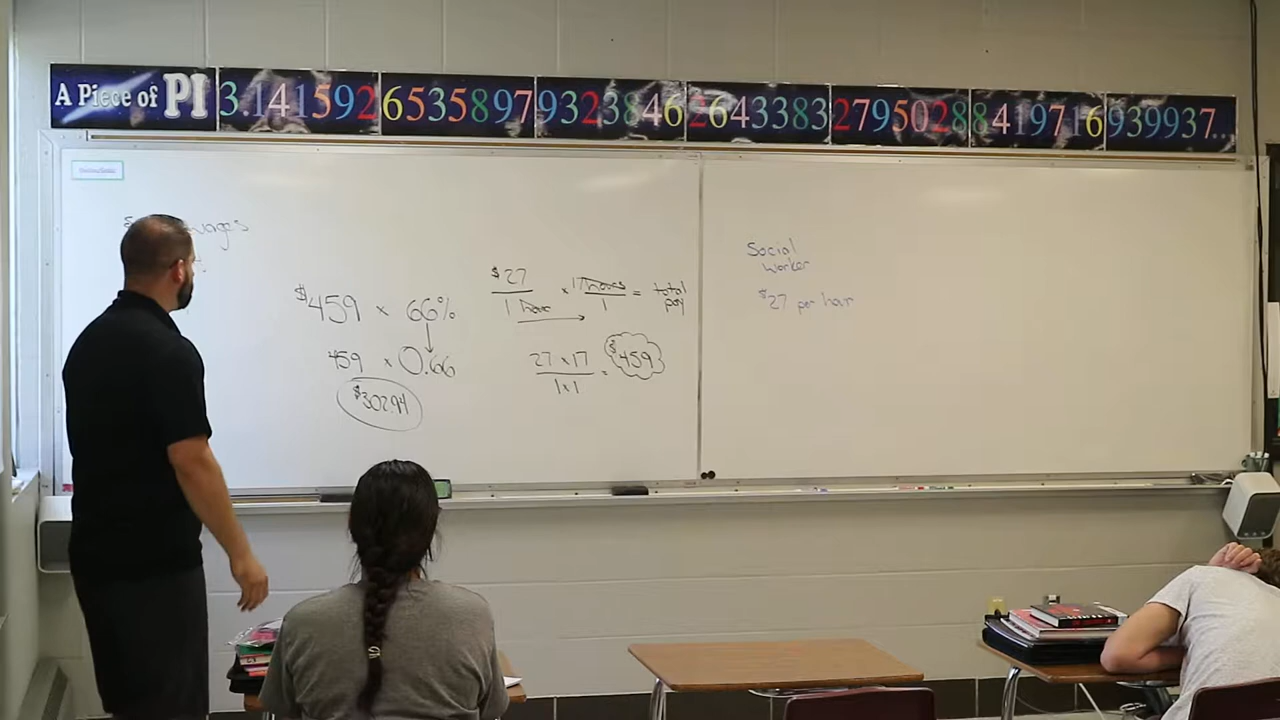 A Piece of PI 3.14159265358979323846264338327950288419716939937...
wages
$459 × 66%
459 × 0.66
$302.94
$27 / 1 hour × 17 hours / 1 = total pay
27 × 17 / 1 × 1 = $459
Social
Worker
$27 per hour